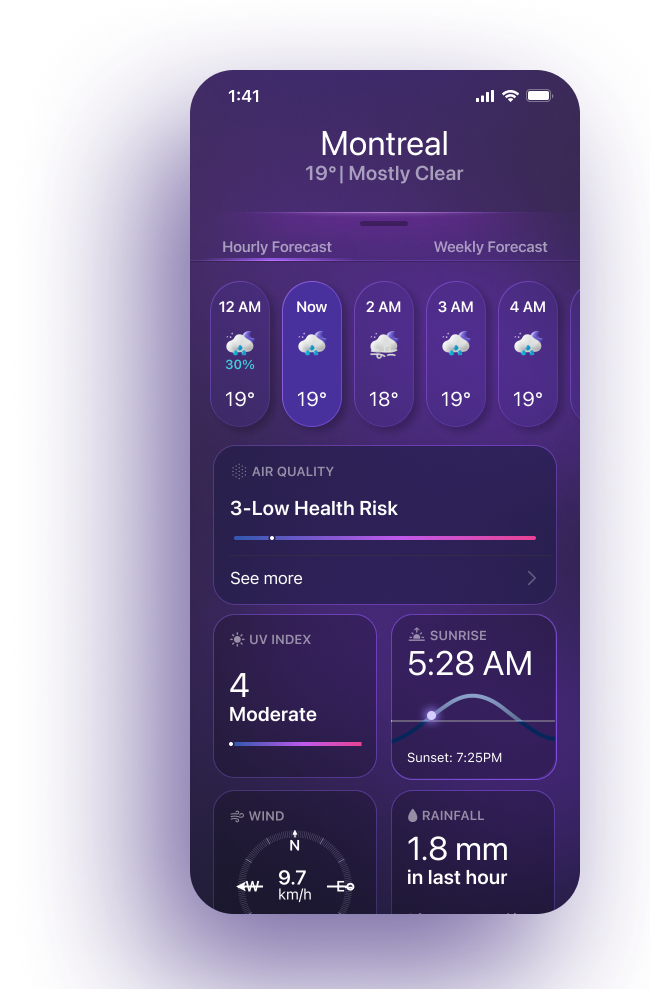 1:41
Montreal
19°| Mostly Clear
Hourly Forecast Weekly Forecast
12 AM Now 2 AM 3 AM 4 AM
30%
19° 19° 18° 19° 19°
AIR QUALITY
3-Low Health Risk
See more
UV INDEX
4
Moderate
SUNRISE
5:28 AM
Sunset: 7:25PM
WIND
N
W 9.7 E
km/h
RAINFALL
1.8 mm
in last hour